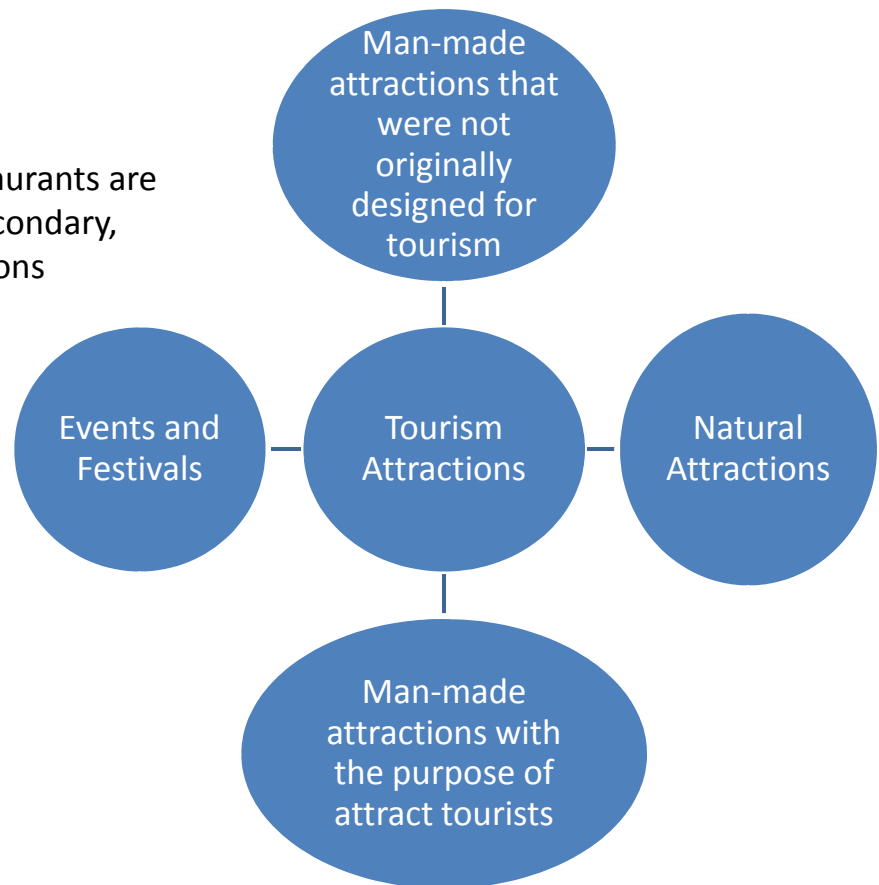 Man-made
attractions that
were not
originally
designed for
tourism
aurants are
condary,
ons
Events and
Festivals
Tourism
Attractions
Natural
Attractions
Man-made
attractions with
the purpose of
attract tourists